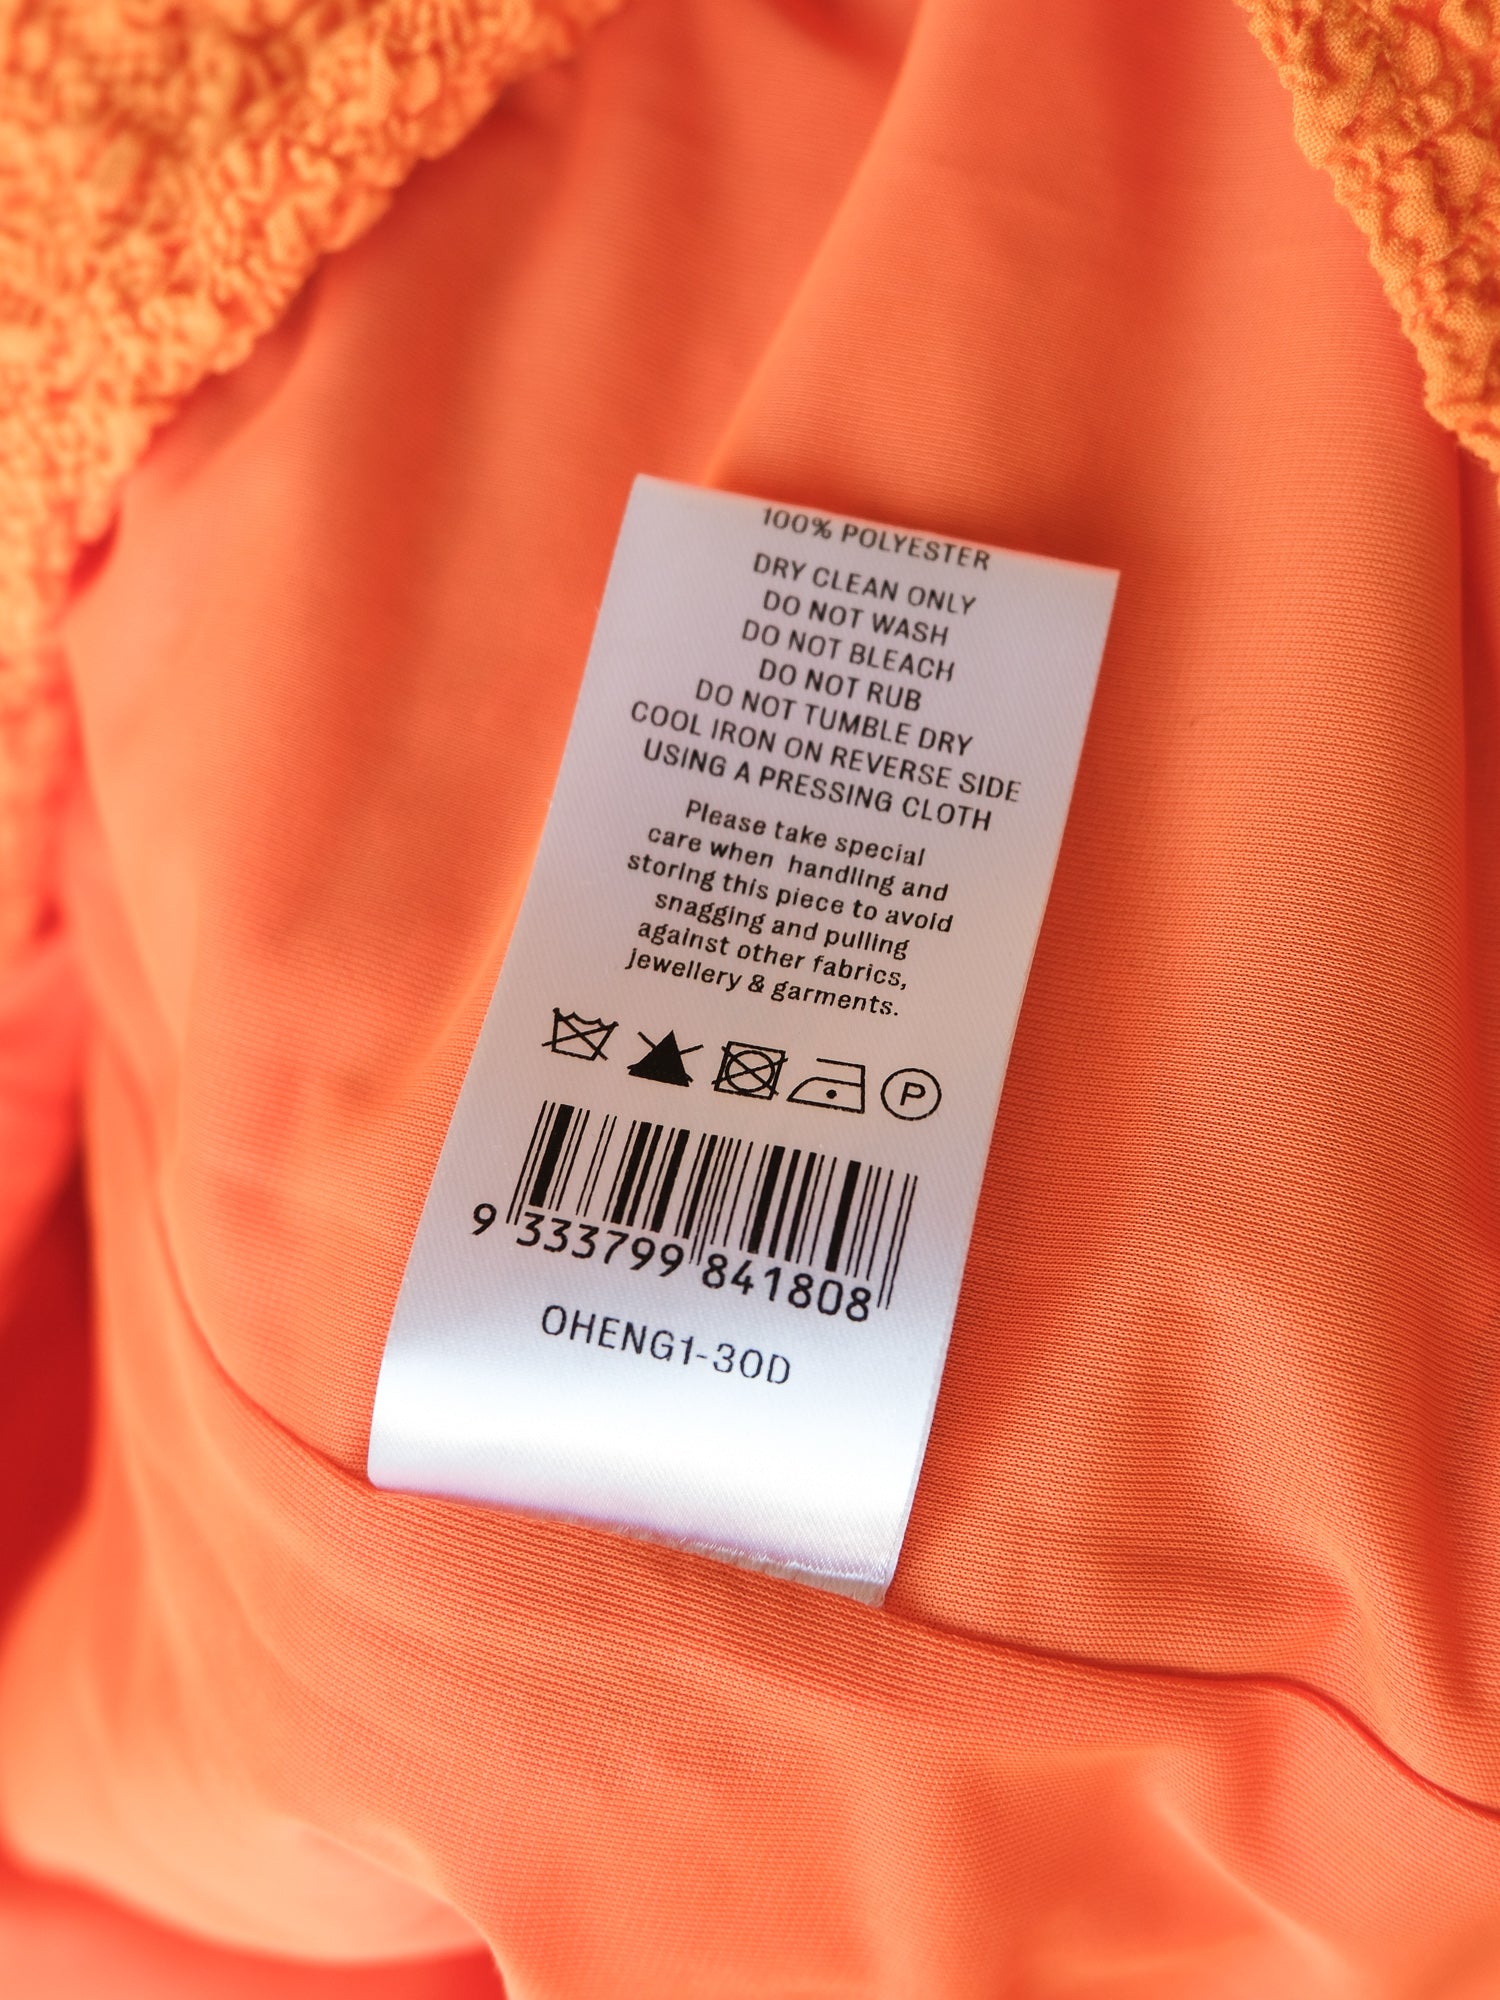 100% POLYESTER
DRY CLEAN ONLY
DO NOT WASH
DO NOT BLEACH
DO NOT RUB
DO NOT TUMBLE DRY
COOL IRON ON REVERSE SIDE
USING A PRESSING CLOTH
Please take special
care when handling and
storing this piece to avoid
snagging and pulling
against other fabrics,
jewellery & garments.
P
9 333799 841808
OHENG1-30D